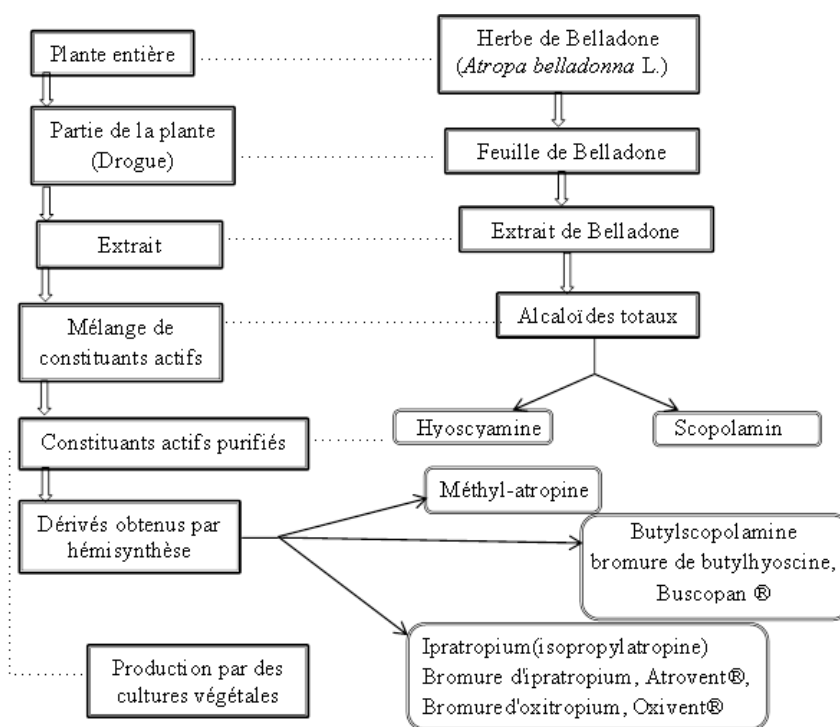 Plante entière
Herbe de Belladone
(Atropa belladonna L.)
Partie de la plante
(Drogue)
Feuille de Belladone
Extrait
Extrait de Belladone
Mélange de
constituants actifs
Alcaloïdes totaux
Constituants actifs purifiés
Hyoscyamine
Scopolamin
Dérivés obtenus par
hémisynthèse
Méthyl-atropine
Butylscopolamine
bromure de butylhyoscine,
Buscopan ®
Production par des
cultures végétales
Ipratropium(isopropylatropine)
Bromure d'ipratropium, Atrovent®,
Bromured'oxitropium, Oxivent®